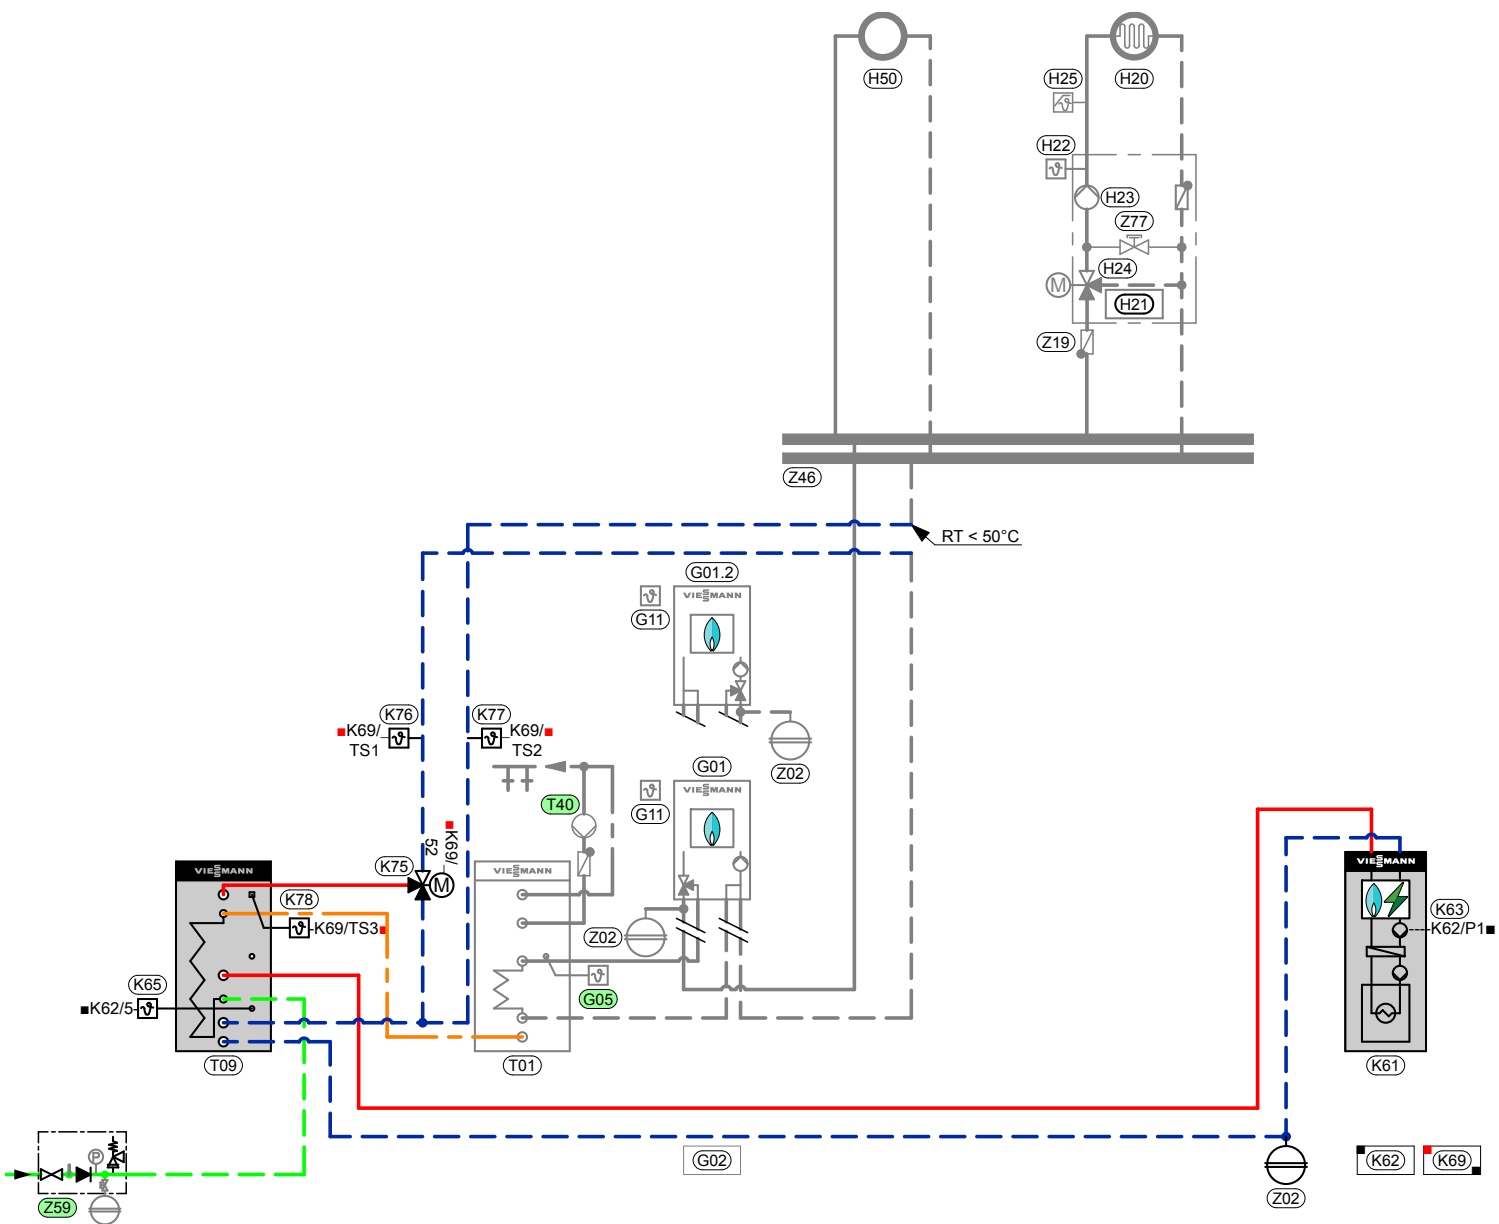 H50
H25
H20
H22
H23
Z77
H24
M
H21
Z19
Z46
RT < 50°C
G01.2
VIESMANN
G11
K76
K77
K69/
TS1
K69/
TS2
Z02
G01
VIESMANN
G11
T40
K69/
52
K75
M
VIESMANN
VIESMANN
VIESMANN
K78
K69/TS3
Z02
K63
K62/P1
K65
K62/5
G05
T09
T01
K61
P
Z59
G02
Z02
K62
K69